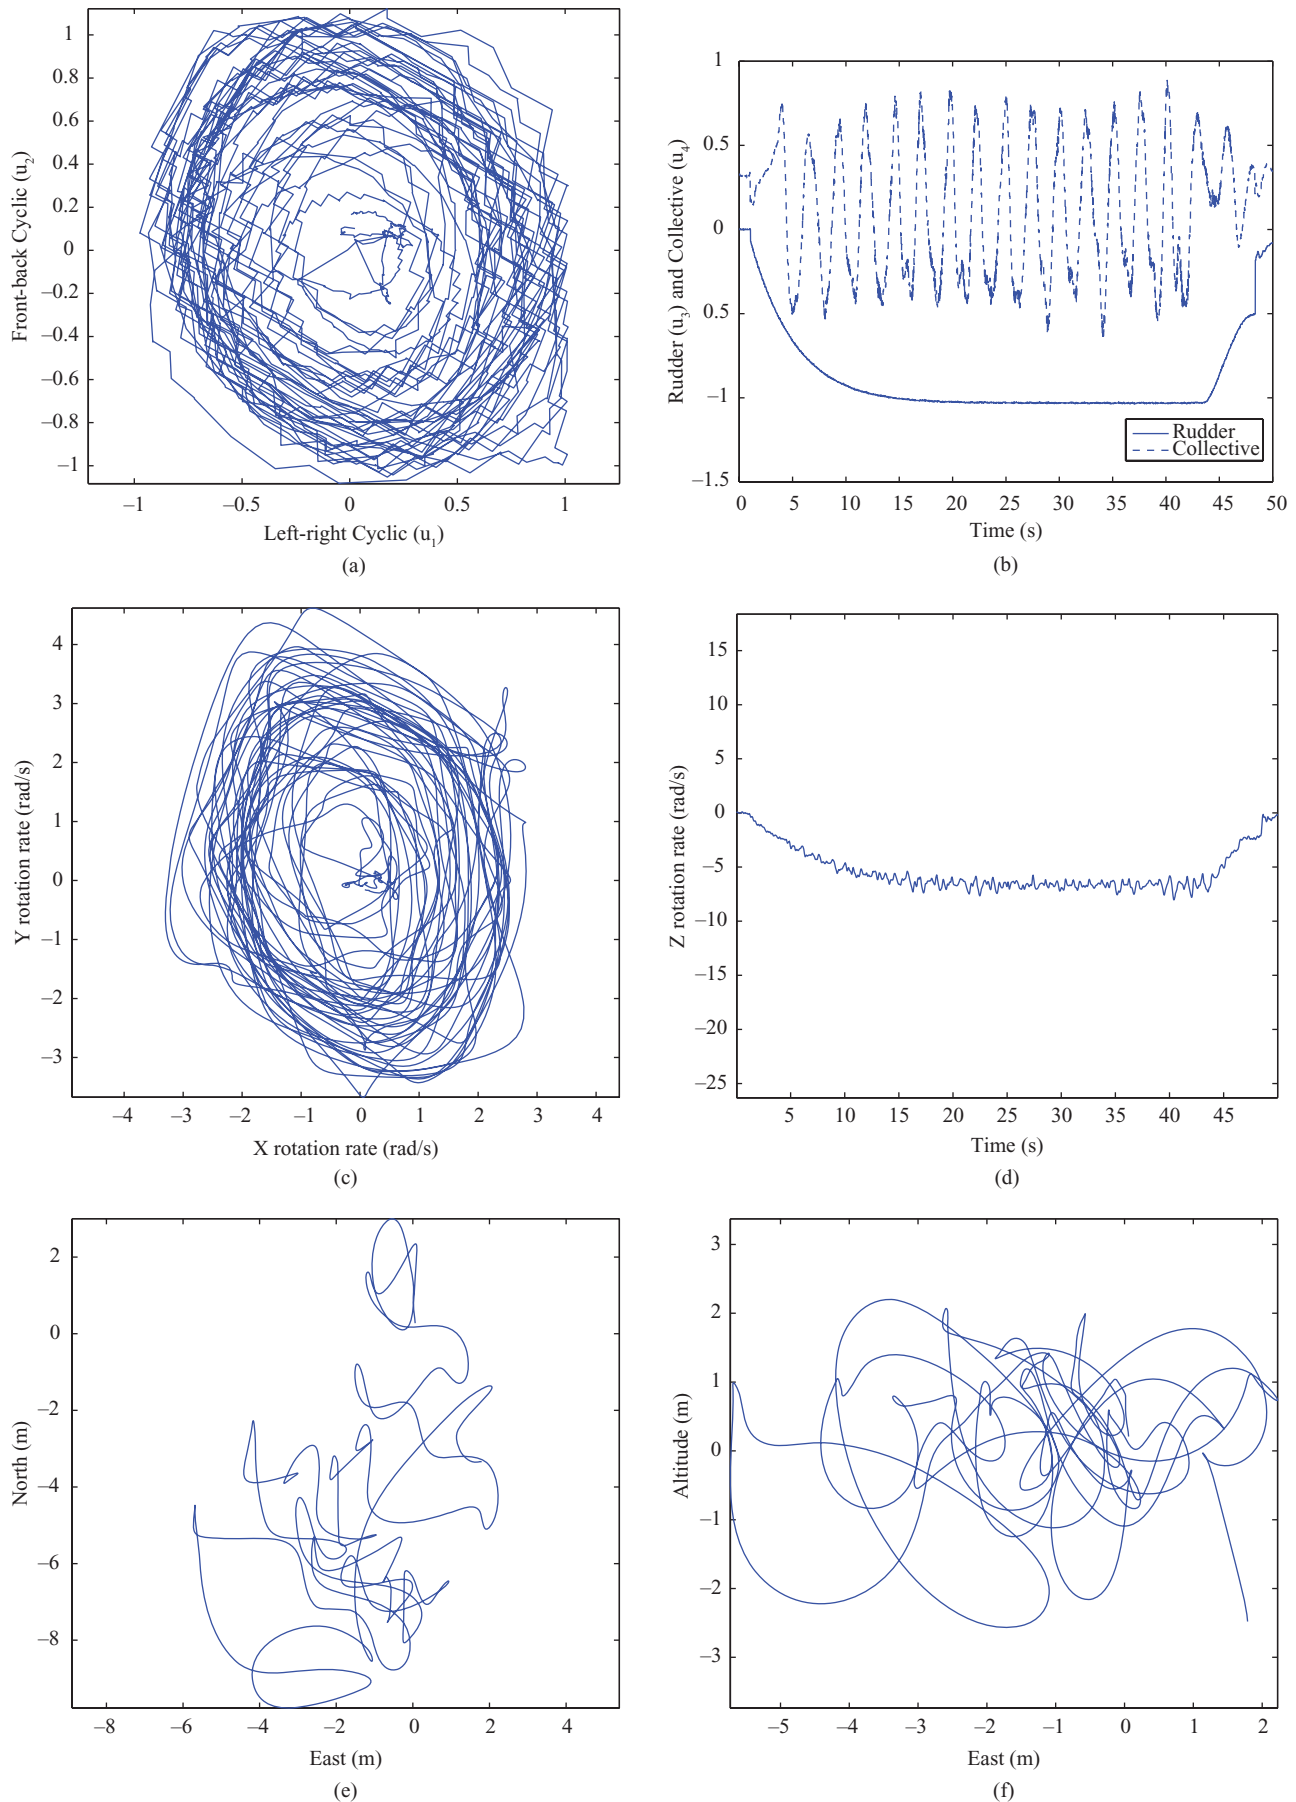 1
0.8
0.6
0.4
0.2
0
−0.2
−0.4
−0.6
−0.8
−1
Front-back Cyclic (u2)
−1 −0.5 0 0.5 1
Left-right Cyclic (u1)
(a)
1
0.5
0
0.5
−1
−1.5
Rudder (u3) and Collective (u4)
Rudder
Collective
0 5 10 15 20 25 30 35 40 45 50
Time (s)
(b)
4
3
2
1
0
−1
−2
−3
Y rotation rate (rad/s)
−4 −3 −2 −1 0 1 2 3 4
X rotation rate (rad/s)
(c)
15
10
5
0
−5
−10
−15
−20
−25
Z rotation rate (rad/s)
5 10 15 20 25 30 35 40 45
Time (s)
(d)
2
0
−2
−4
−6
−8
North (m)
−8 −6 −4 −2 0 2 4
East (m)
(e)
3
2
1
0
−1
−2
−3
Altitude (m)
−5 −4 −3 −2 −1 0 1 2
East (m)
(f)